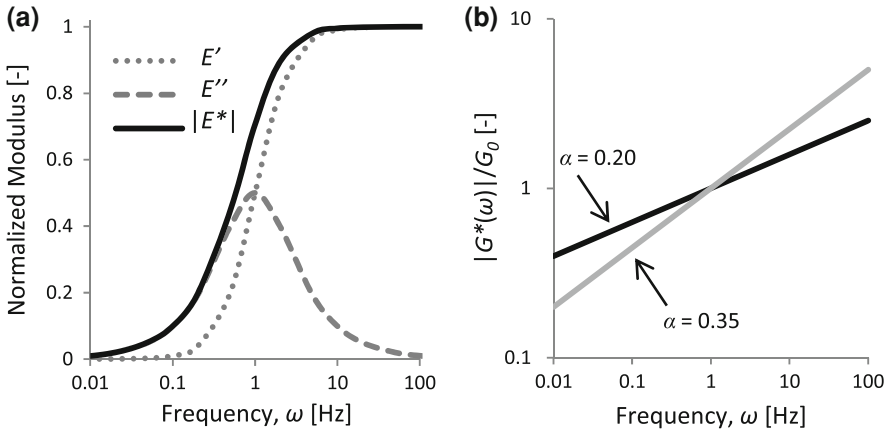 (a)
Normalized Modulus [-]
1
0.8
0.6
0.4
0.2
0
E’
E’’
|E*|
0.01 0.1 1 10 100
Frequency, ω [Hz]
(b)
|G*(ω)|/G₀ [-]
10
1
0.1
α = 0.20
α = 0.35
0.01 0.1 1 10 100
Frequency, ω [Hz]